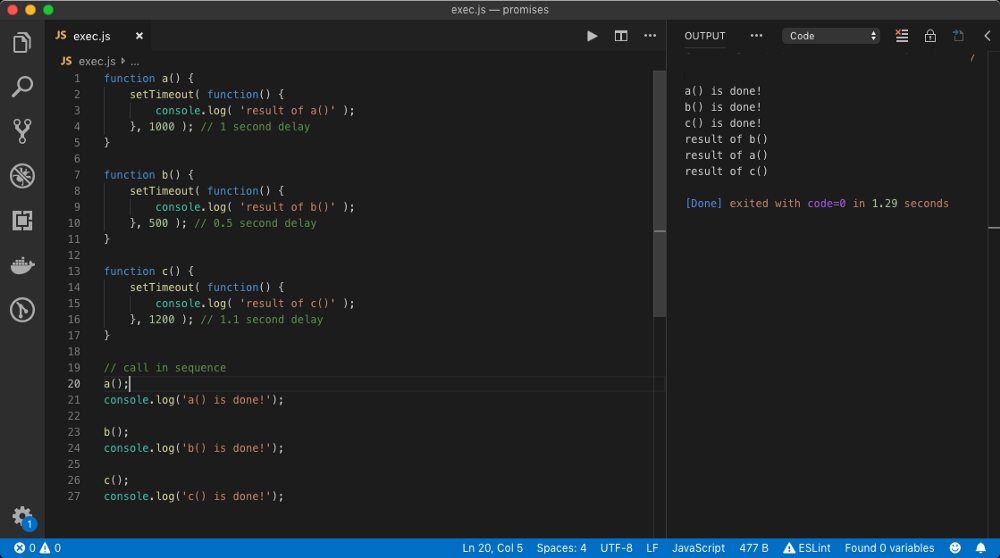 exec.js — promises
JS exec.js ×
JS exec.js › ...
1 function a() {
2     setTimeout( function() {
3         console.log( 'result of a()' );
4     }, 1000 ); // 1 second delay
5 }
6
7 function b() {
8     setTimeout( function() {
9         console.log( 'result of b()' );
10     }, 500 ); // 0.5 second delay
11 }
12
13 function c() {
14     setTimeout( function() {
15         console.log( 'result of c()' );
16     }, 1200 ); // 1.1 second delay
17 }
18
19 // call in sequence
20 a();
21 console.log('a() is done!');
22
23 b();
24 console.log('b() is done!');
25
26 c();
27 console.log('c() is done!');
OUTPUT ... Code
a() is done!
b() is done!
c() is done!
result of b()
result of a()
result of c()
[Done] exited with code=0 in 1.29 seconds
1
0 0 Ln 20, Col 5 Spaces: 4 UTF-8 LF JavaScript 477 B ESLint Found 0 variables